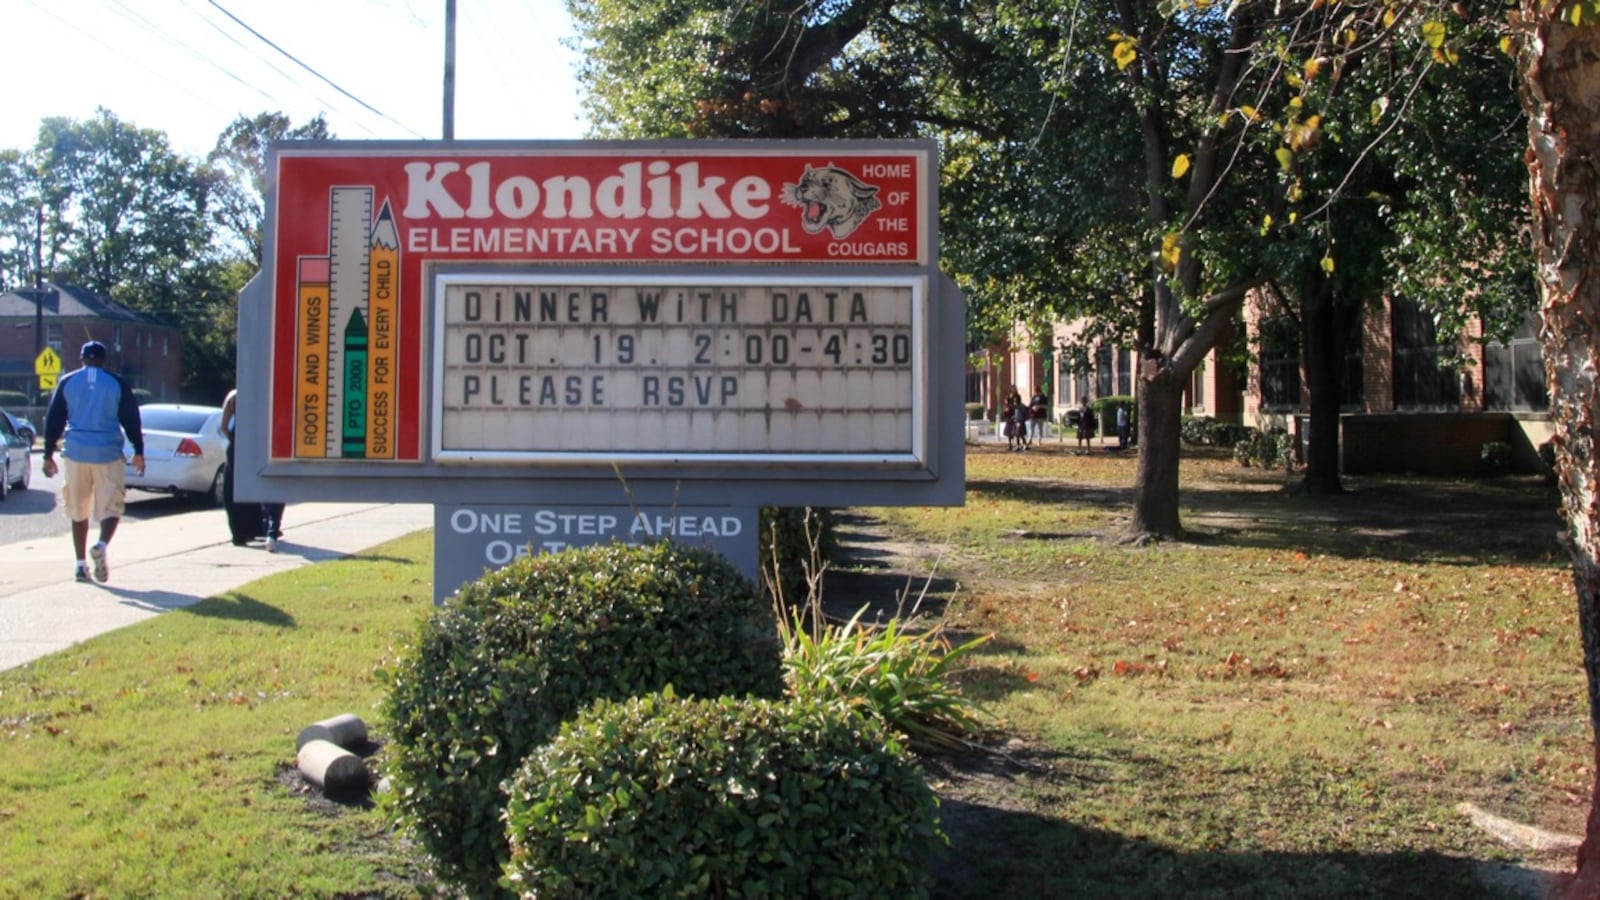 Klondike
ELEMENTARY SCHOOL
HOME
OF
THE
COUGARS
ROOTS AND WINGS
PTO 2000
SUCCESS FOR EVERY CHILD
DiNNER WiTH DATA
OCT. 19. 2:00-4:30
PLEASE RSVP
ONE STEP AHEAD
OF